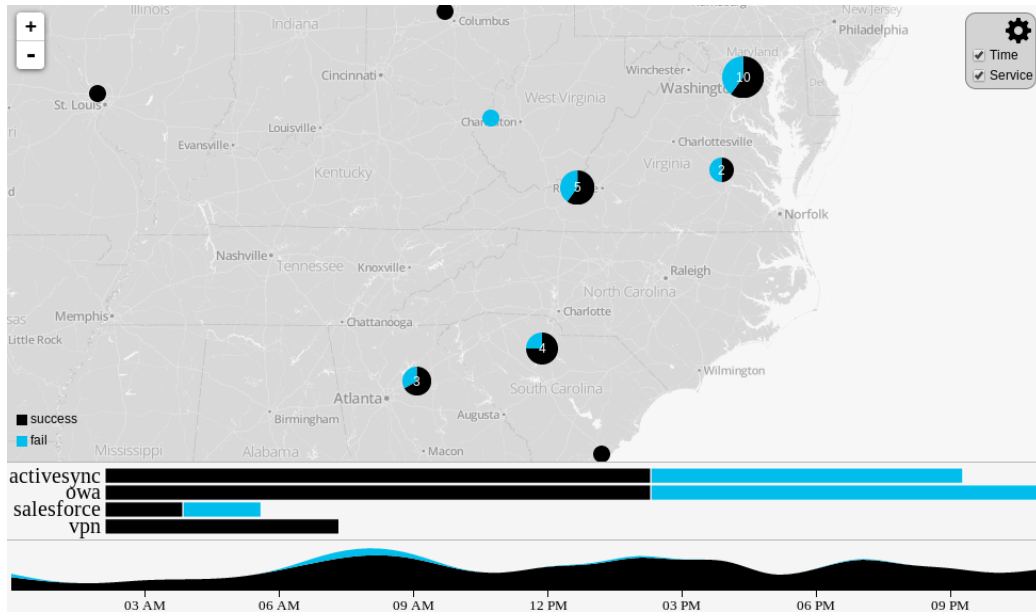 Illinois
Indiana
Columbus
New Jersey
Philadelphia
+
-
Time
Service
Maryland
10
Winchester
Washington
Del
Cincinnati
St. Louis
West Virginia
Charleston
Louisville
Evansville
Charlottesville
2
Virginia
Kentucky
5
Norfolk
Nashville
Tennessee
Knoxville
Raleigh
North Carolina
Memphis
Chattanooga
Charlotte
Little Rock
4
3
Wilmington
South Carolina
Atlanta
Augusta
success
Birmingham
fail
Mississippi
Alabama
Macon
activesync
owa
salesforce
vpn
03 AM
06 AM
09 AM
12 PM
03 PM
06 PM
09 PM